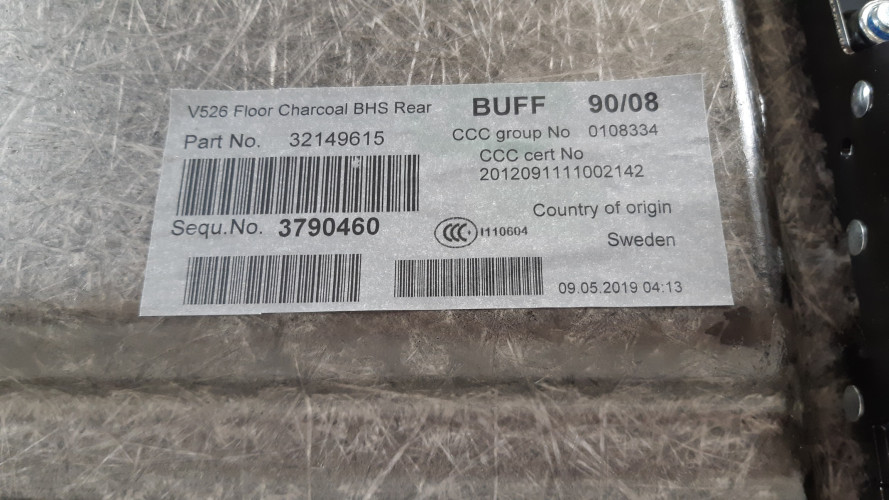 V526 Floor Charcoal BHS Rear
BUFF 90/08
Part No. 32149615
CCC group No 0108334
CCC cert No
2012091111002142
Sequ.No. 3790460
CCC I110604
Country of origin
Sweden
09.05.2019 04:13